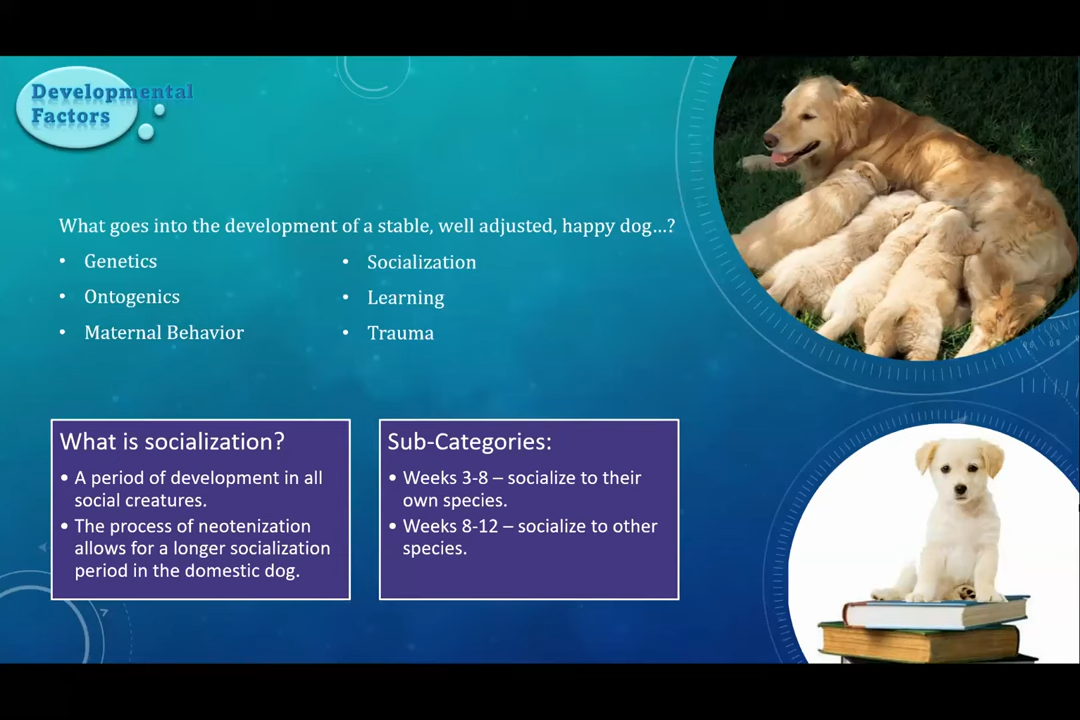 Developmental
Factors
What goes into the development of a stable, well adjusted, happy dog...?
• Genetics
• Ontogenics
• Maternal Behavior
• Socialization
• Learning
• Trauma
What is socialization?
• A period of development in all
social creatures.
• The process of neotenization
allows for a longer socialization
period in the domestic dog.
Sub-Categories:
• Weeks 3-8 – socialize to their
own species.
• Weeks 8-12 – socialize to other
species.